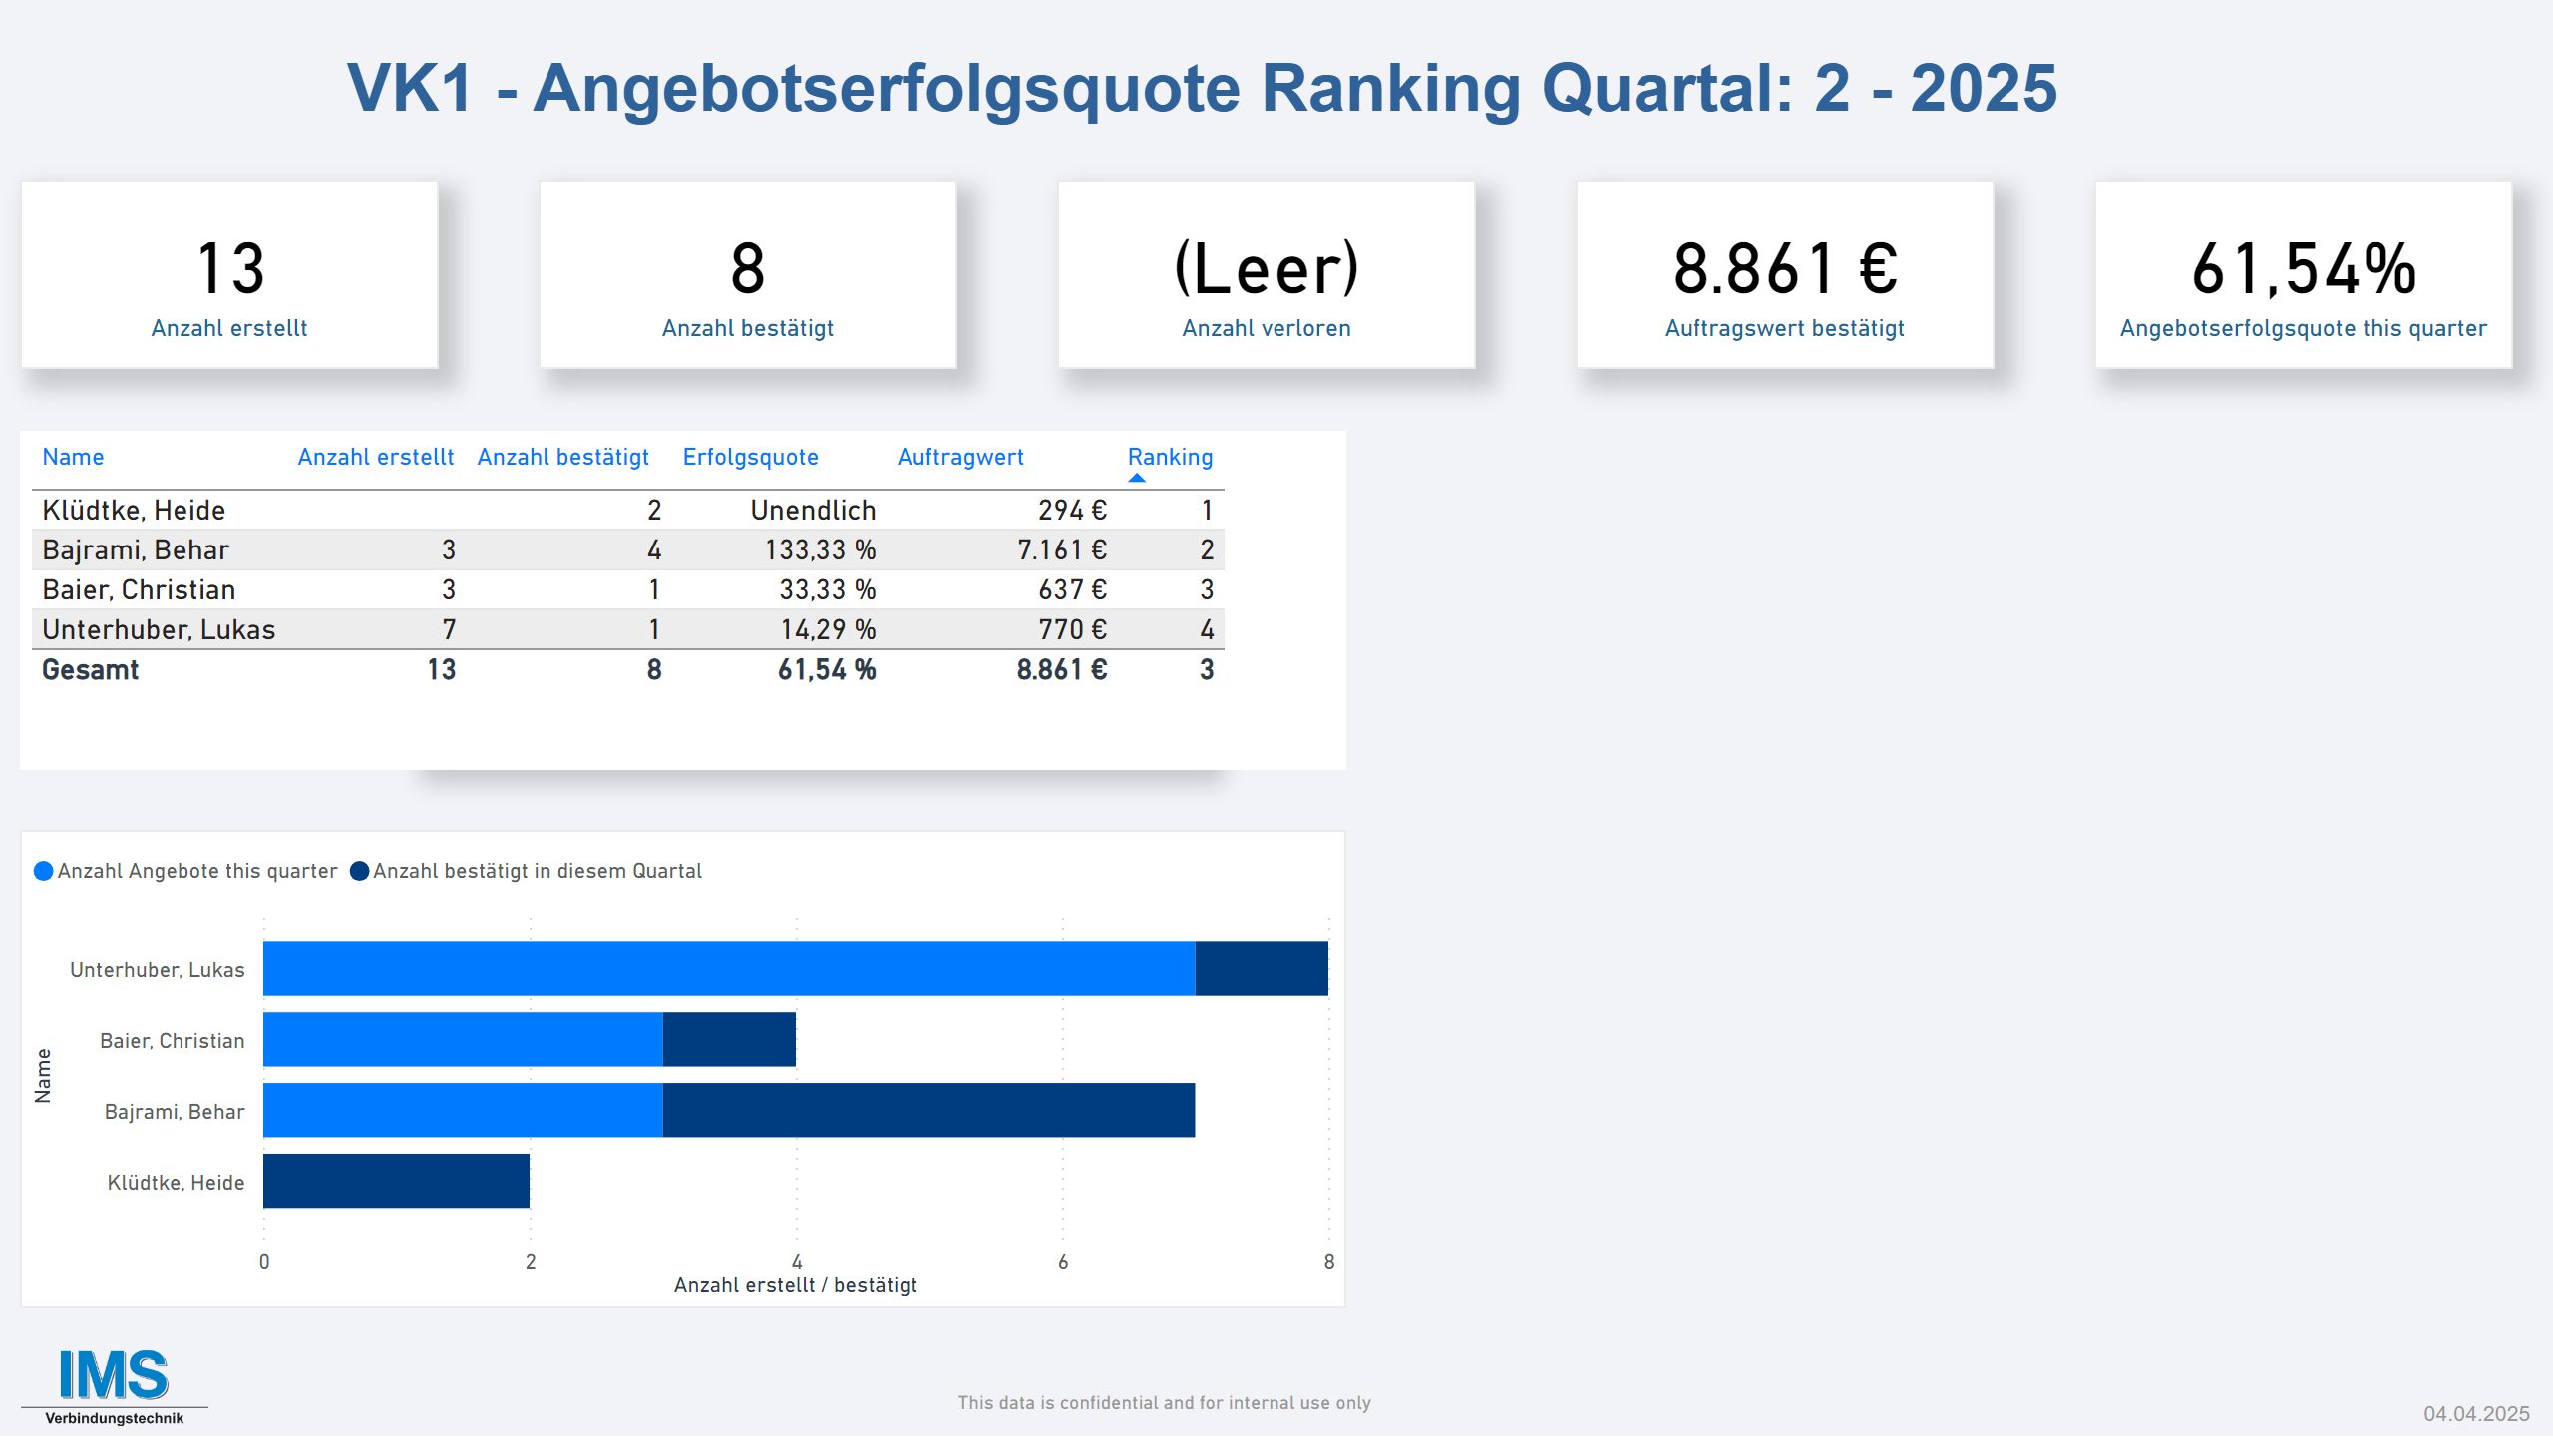 VK1 - Angebotserfolgsquote Ranking Quartal: 2 - 2025
13
Anzahl erstellt
8
Anzahl bestätigt
(Leer)
Anzahl verloren
8.861 €
Auftragswert bestätigt
61,54%
Angebotserfolgsquote this quarter
Name Anzahl erstellt Anzahl bestätigt Erfolgsquote Auftragwert Ranking
Klüdtke, Heide 2 Unendlich 294 € 1
Bajrami, Behar 3 4 133,33 % 7.161 € 2
Baier, Christian 3 1 33,33 % 637 € 3
Unterhuber, Lukas 7 1 14,29 % 770 € 4
Gesamt 13 8 61,54 % 8.861 € 3
Anzahl Angebote this quarter Anzahl bestätigt in diesem Quartal
Name
Unterhuber, Lukas
Baier, Christian
Bajrami, Behar
Klüdtke, Heide
0 2 4 6 8
Anzahl erstellt / bestätigt
IMS
Verbindungstechnik
This data is confidential and for internal use only
04.04.2025